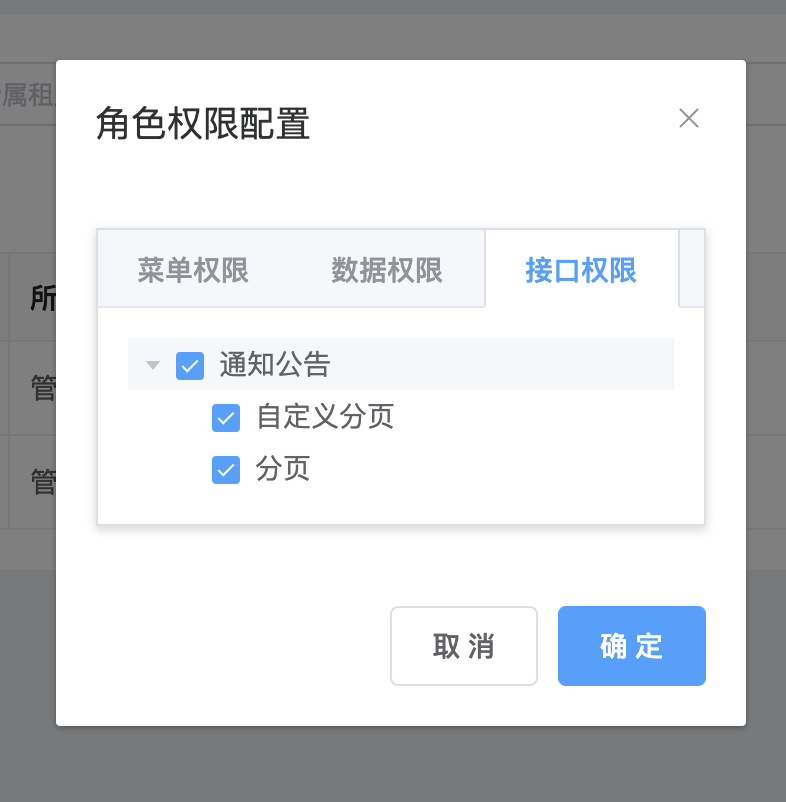 属租
角色权限配置
菜单权限 数据权限 接口权限
所
通知公告
管
自定义分页
分页
管
取 消 确 定